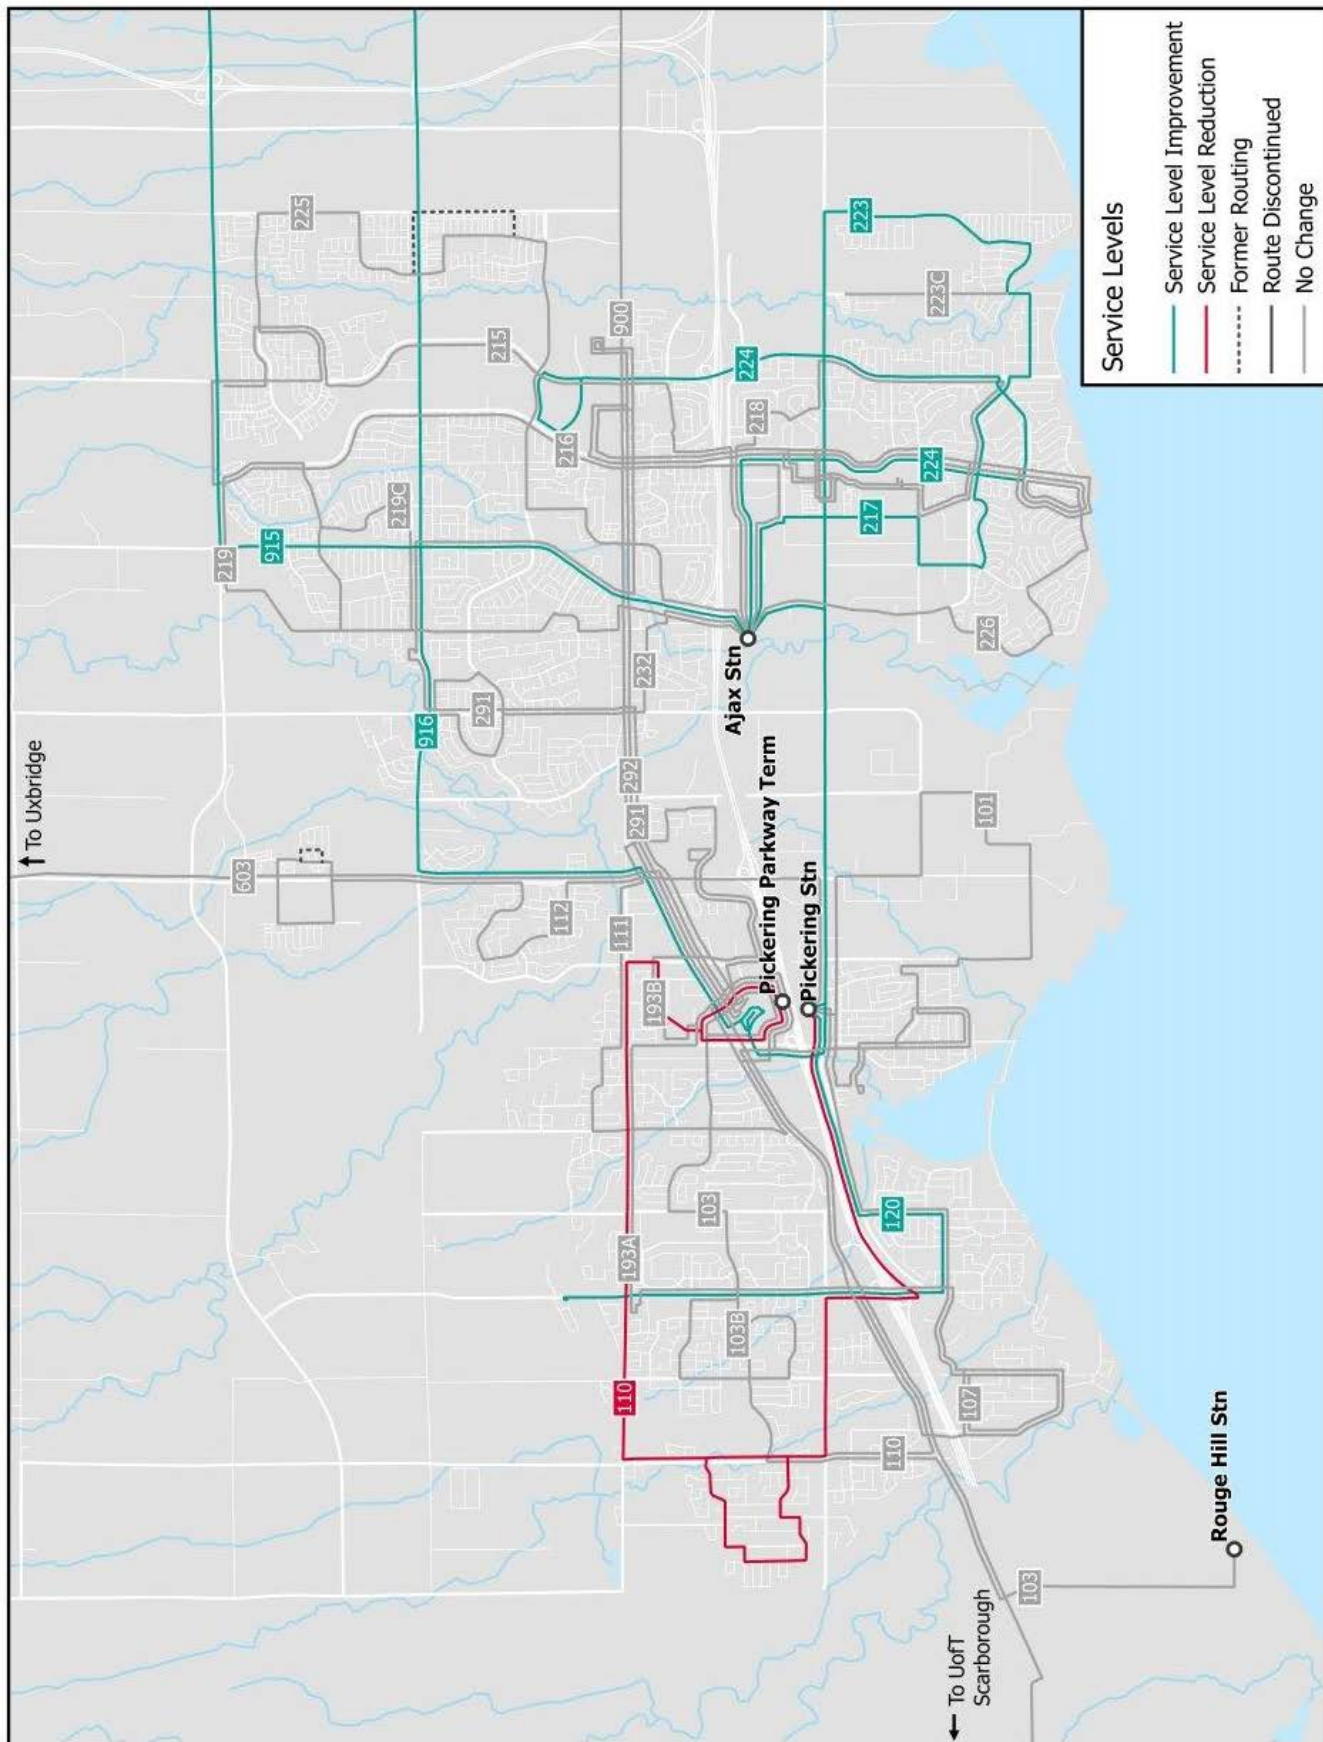 ↑ To Uxbridge
219
915
219C
225
215
916
291
216
900
603
112
232
292
291
111
224
218
Ajax Stn
193B
Pickering Parkway Term
Pickering Stn
217
224
223
223C
226
101
193A
103
110
103B
120
110
107
← To UofT
Scarborough
103
Rouge Hill Stn
Service Levels
Service Level Improvement
Service Level Reduction
Former Routing
Route Discontinued
No Change